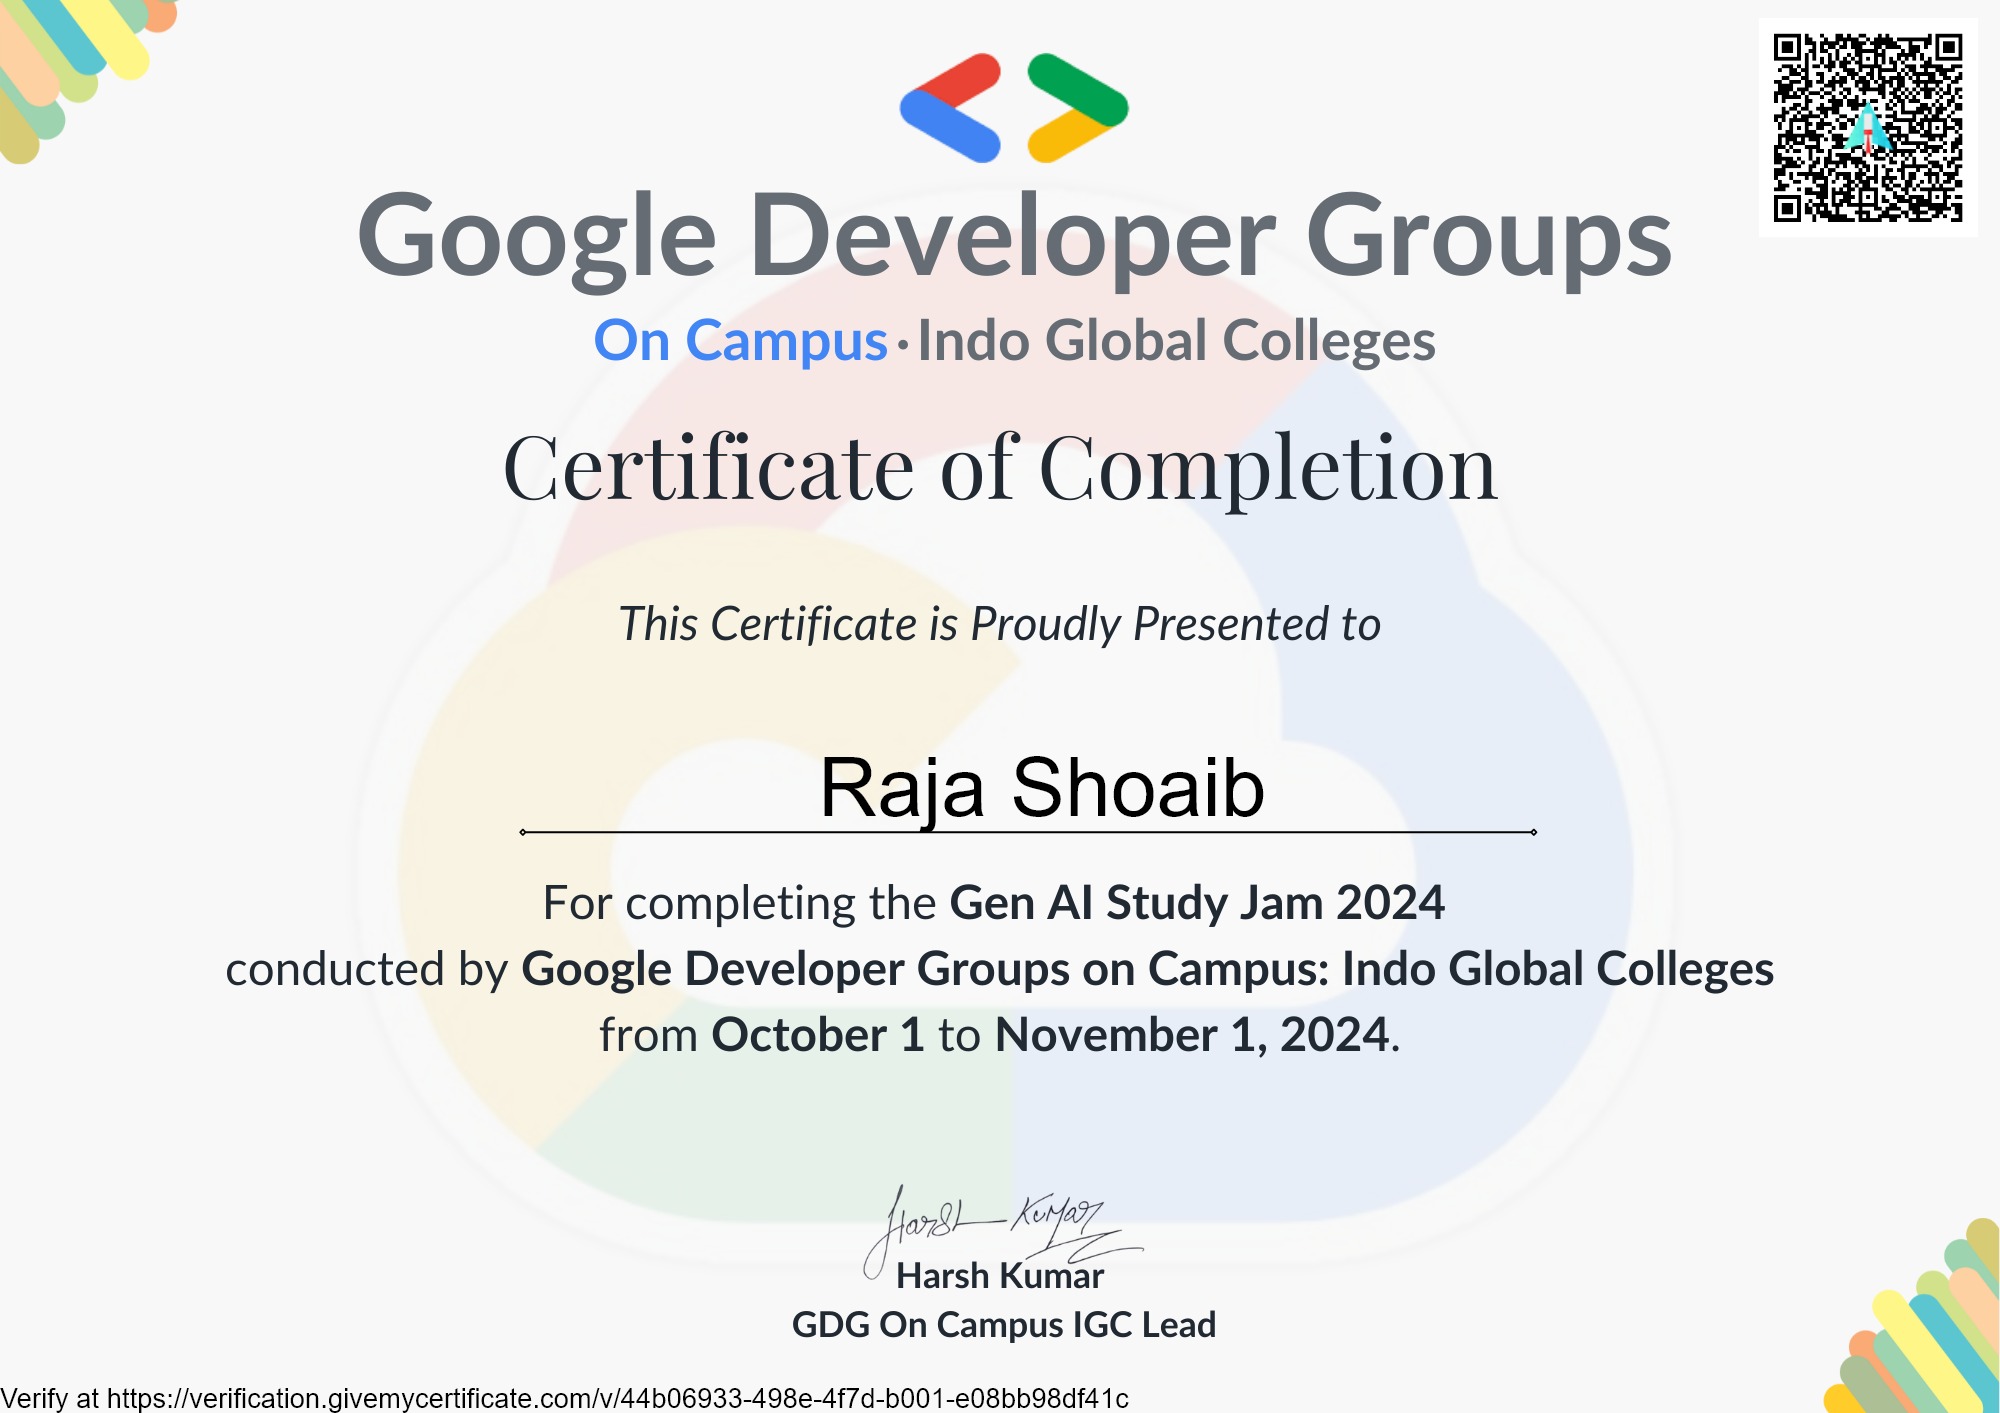 Google Developer Groups
On Campus · Indo Global Colleges
Certificate of Completion
This Certificate is Proudly Presented to
Raja Shoaib
For completing the Gen AI Study Jam 2024
conducted by Google Developer Groups on Campus: Indo Global Colleges
from October 1 to November 1, 2024.
Harsh Kumar
Harsh Kumar
GDG On Campus IGC Lead
Verify at https://verification.givemycertificate.com/v/44b06933-498e-4f7d-b001-e08bb98df41c